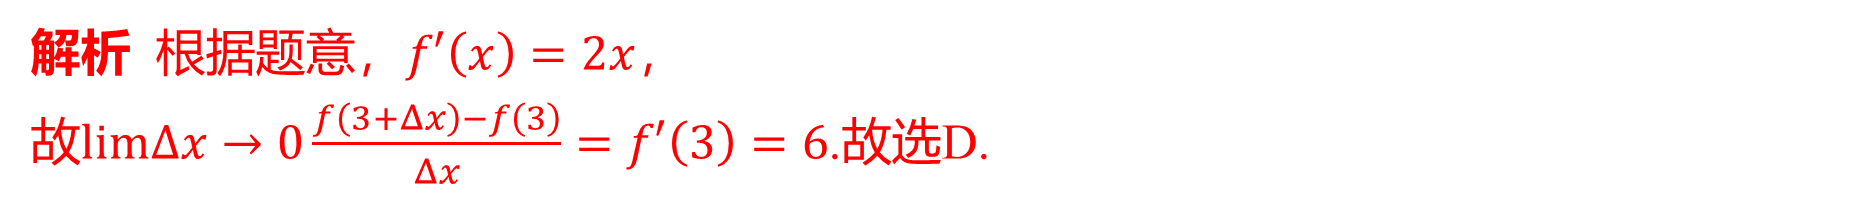 解析 根据题意，f′(x) = 2x，
故limΔx → 0 \frac{f(3+Δx)−f(3)}{Δx} = f′(3) = 6.故选D.